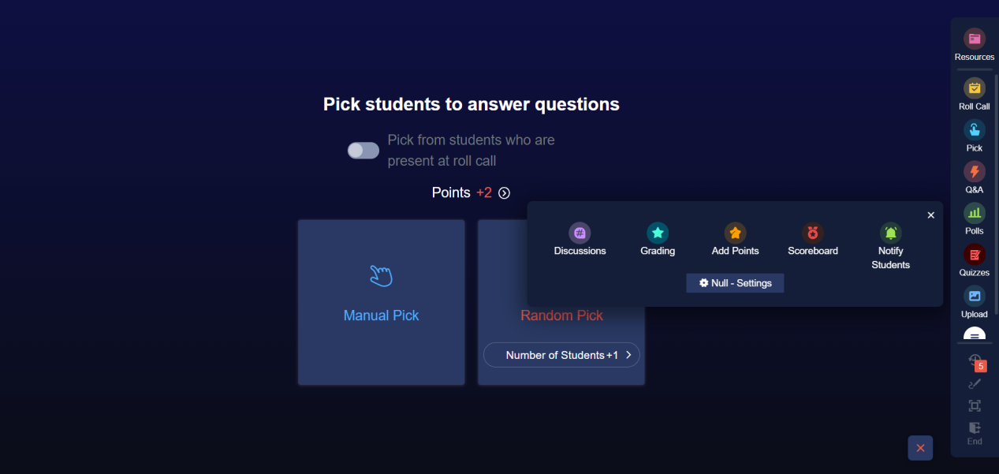 Pick students to answer questions
Pick from students who are
present at roll call
Points +2
Manual Pick
Random Pick
Number of Students +1
Discussions
Grading
Add Points
Scoreboard
Notify
Students
Null - Settings
Resources
Roll Call
Pick
Q&A
Polls
Quizzes
Upload
5
End